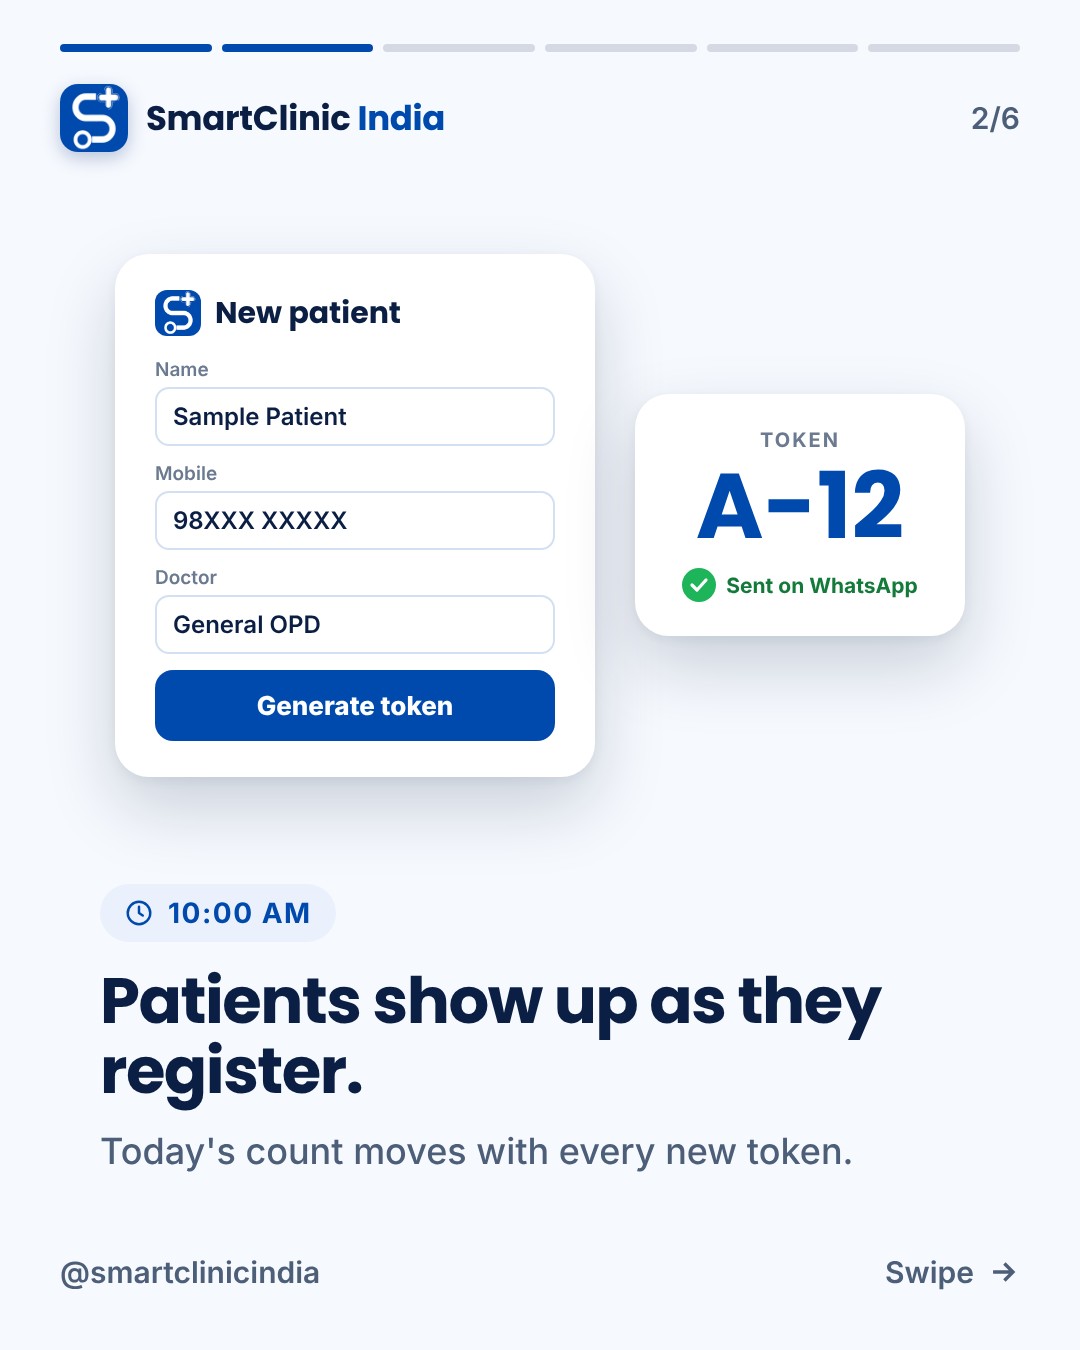 SmartClinic India
2/6
New patient
Name
Sample Patient
Mobile
98XXX XXXXX
Doctor
General OPD
Generate token
TOKEN
A-12
Sent on WhatsApp
10:00 AM
Patients show up as they
register.
Today's count moves with every new token.
@smartclinicindia
Swipe →